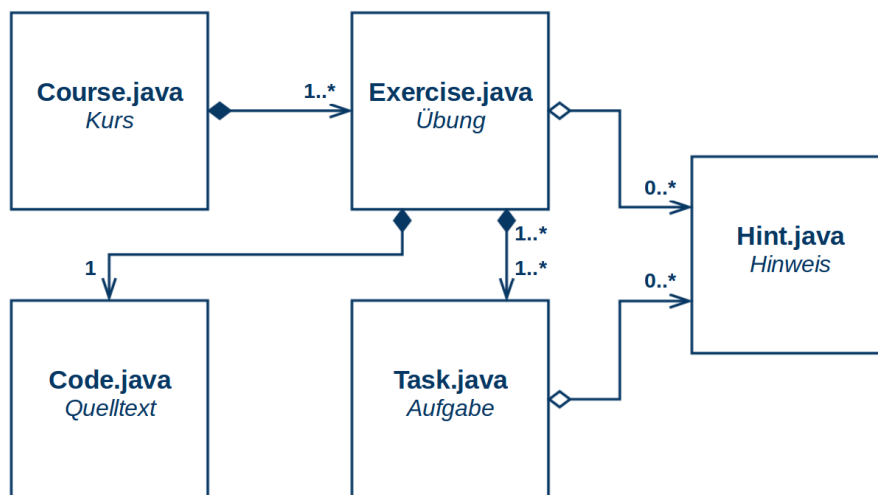 Course.java
Kurs
1..*
Exercise.java
Übung
0..*
Hint.java
Hinweis
1..*
1
1..*
0..*
Code.java
Quelltext
Task.java
Aufgabe